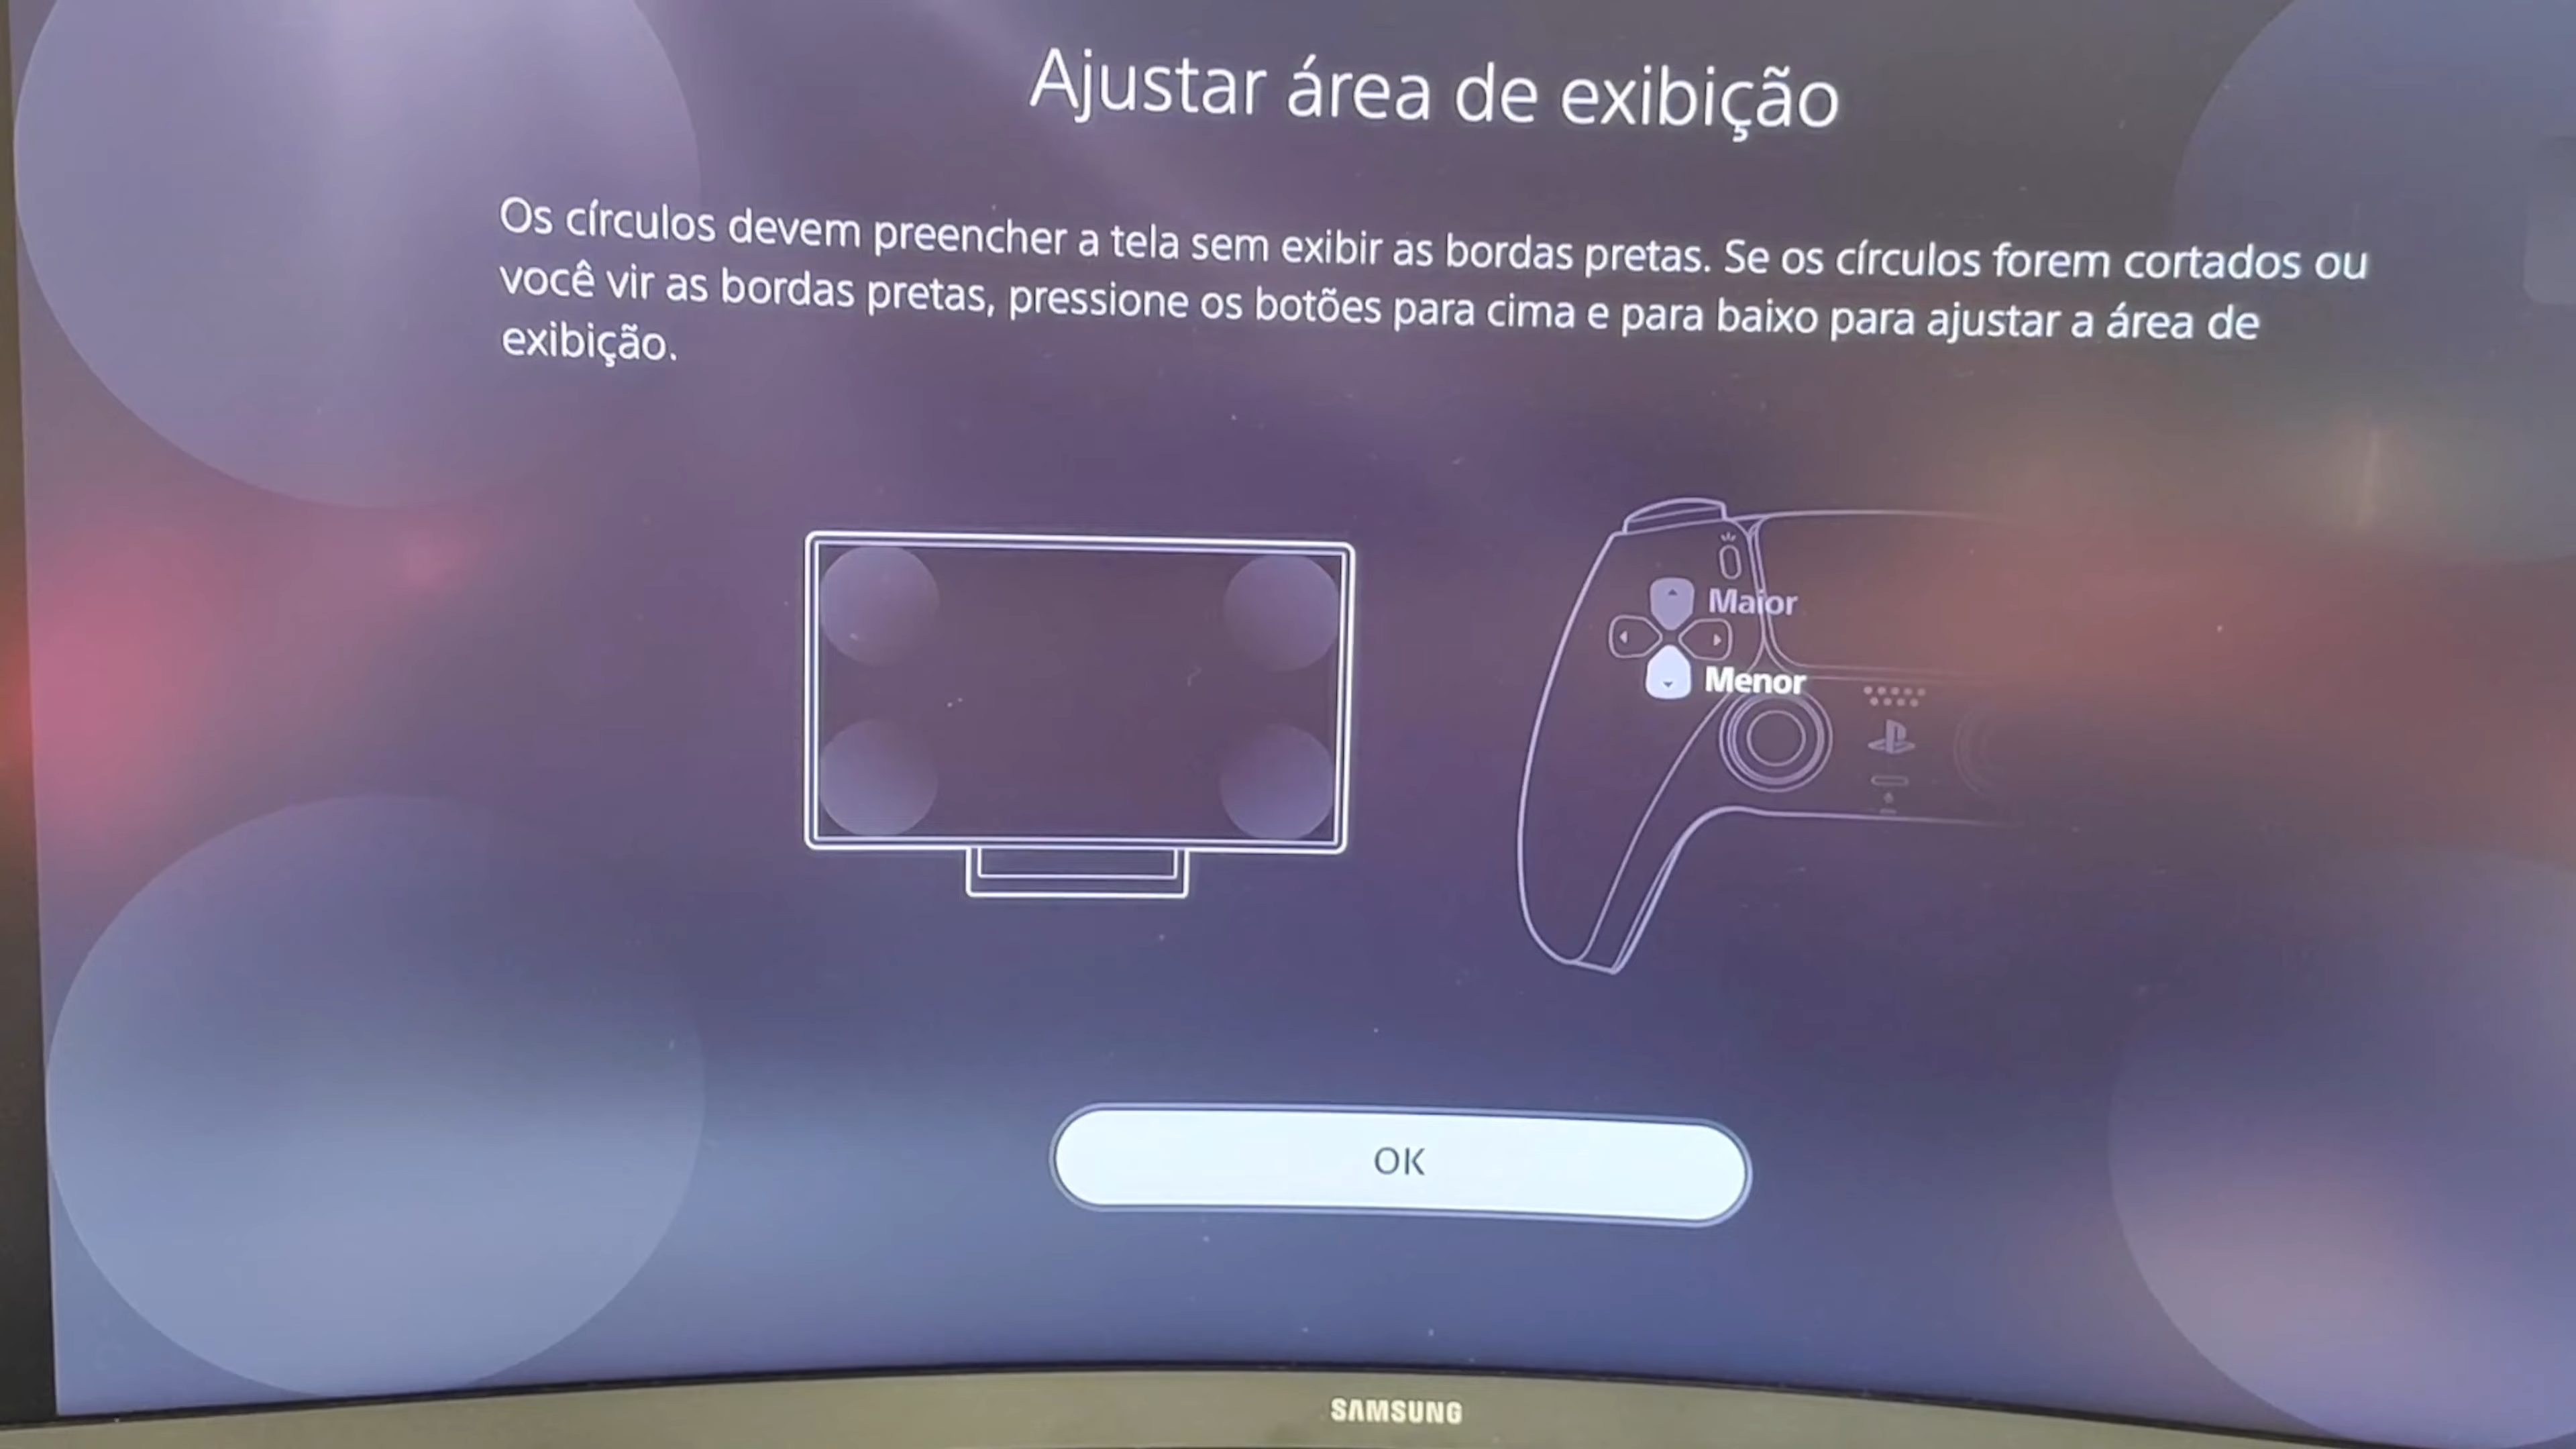 Ajustar área de exibição
Os círculos devem preencher a tela sem exibir as bordas pretas. Se os círculos forem cortados ou
você vir as bordas pretas, pressione os botões para cima e para baixo para ajustar a área de
exibição.
Maior
Menor
OK
SAMSUNG